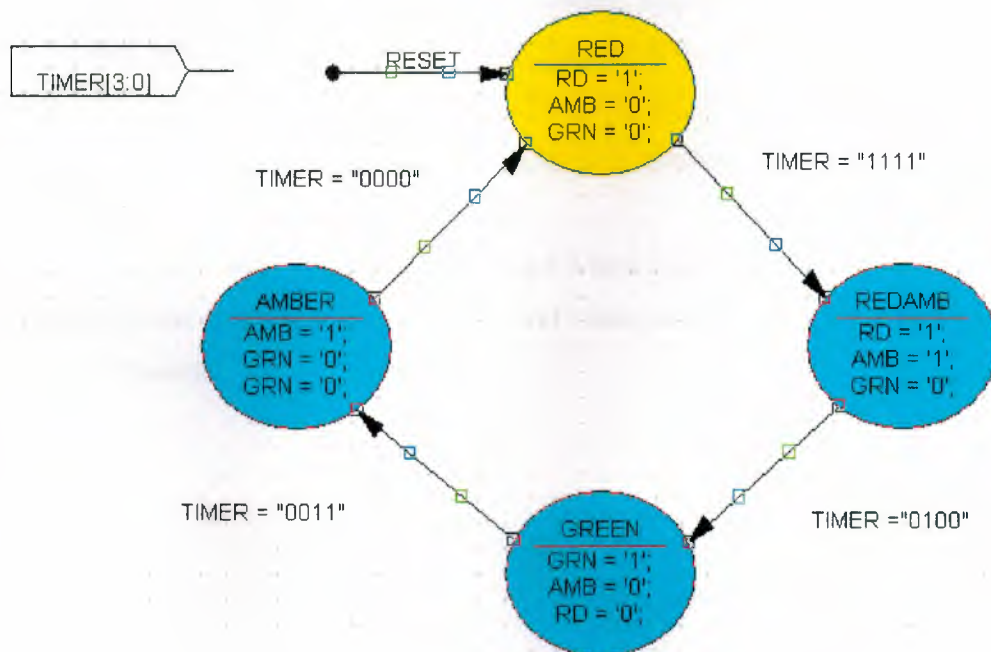 TIMER[3:0]
RESET
RED
RD = '1';
AMB = '0';
GRN = '0';
TIMER = "0000"
TIMER = "1111"
AMBER
AMB = '1';
GRN = '0';
GRN = '0';
REDAMB
RD = '1';
AMB = '1';
GRN = '0';
TIMER = "0011"
TIMER ="0100"
GREEN
GRN = '1';
AMB = '0';
RD = '0';